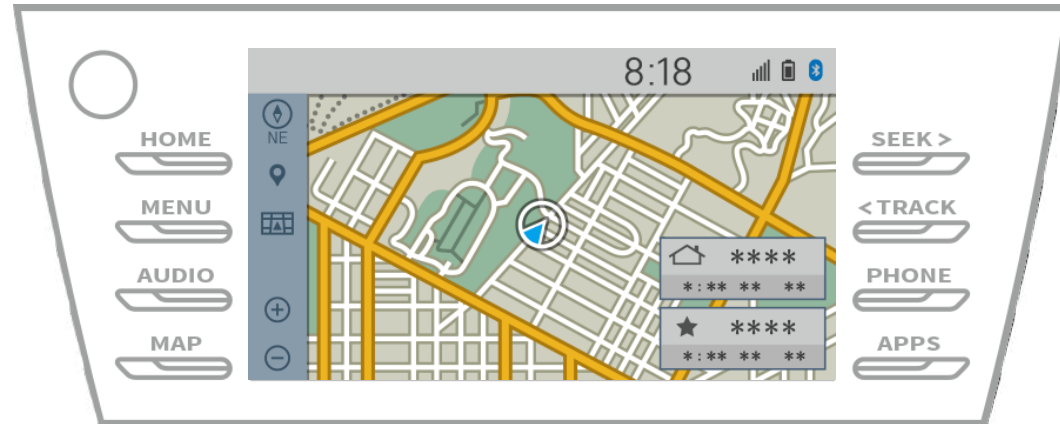 8:18
NE
HOME
MENU
AUDIO
MAP
****
*:** ** **
****
*:** ** **
SEEK >
< TRACK
PHONE
APPS